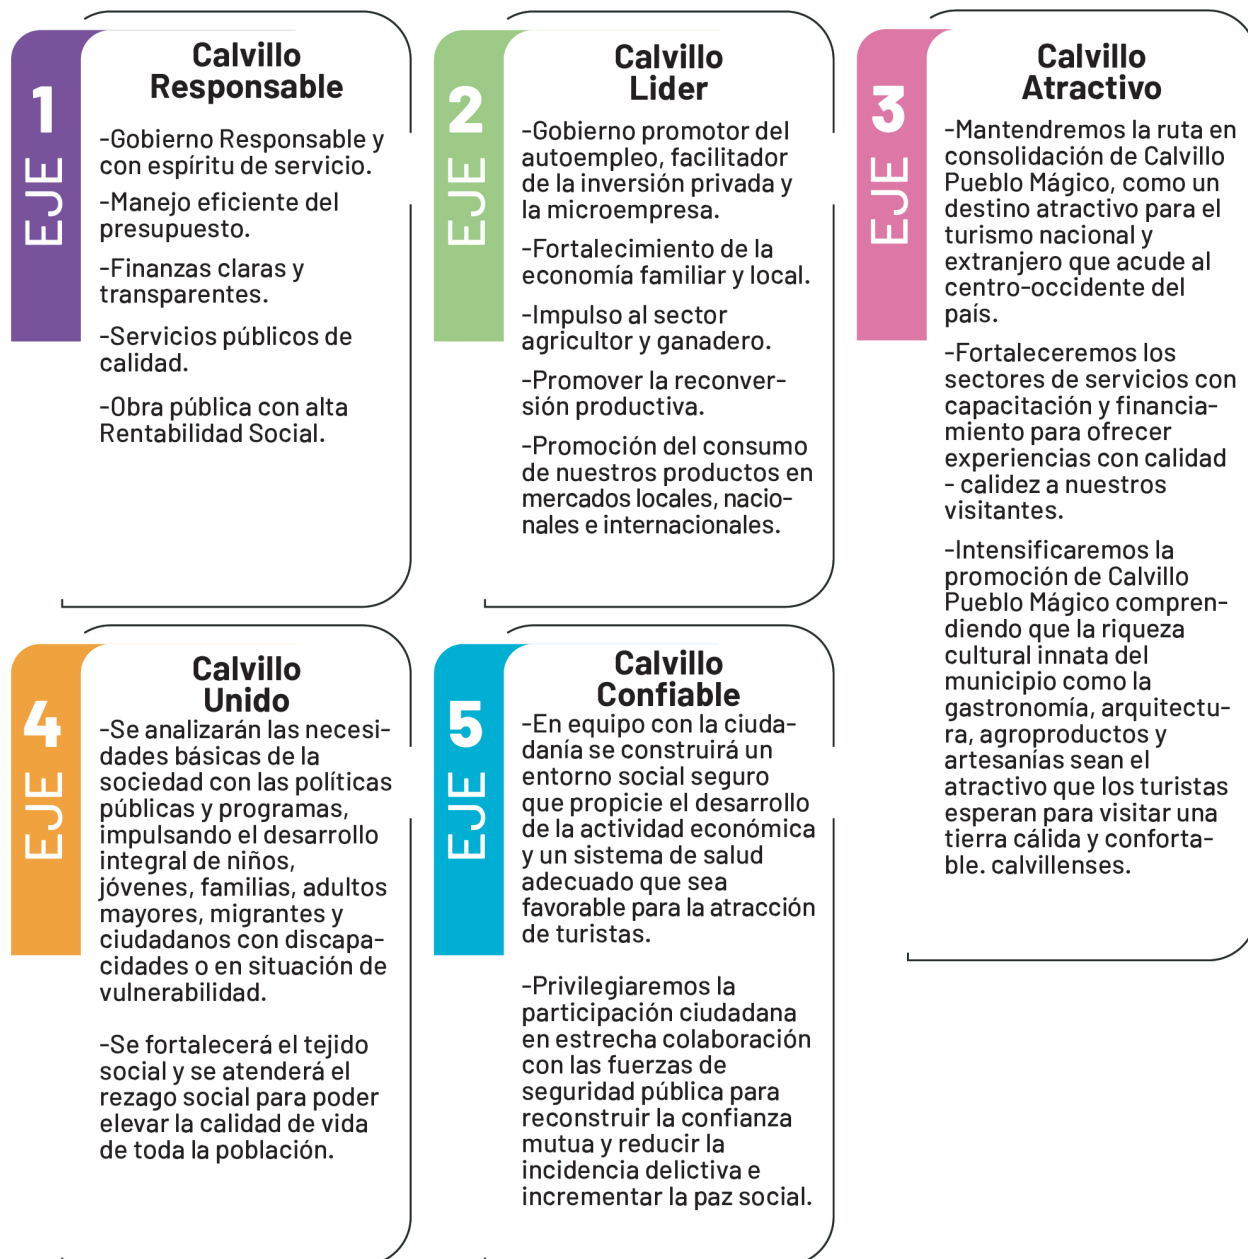 EJE 1
Calvillo
Responsable
-Gobierno Responsable y
con espíritu de servicio.
-Manejo eficiente del
presupuesto.
-Finanzas claras y
transparentes.
-Servicios públicos de
calidad.
-Obra pública con alta
Rentabilidad Social.
EJE 2
Calvillo
Lider
-Gobierno promotor del
autoempleo, facilitador
de la inversión privada y
la microempresa.
-Fortalecimiento de la
economía familiar y local.
-Impulso al sector
agricultor y ganadero.
-Promover la reconver-
sión productiva.
-Promoción del consumo
de nuestros productos en
mercados locales, nacio-
nales e internacionales.
EJE 3
Calvillo
Atractivo
-Mantendremos la ruta en
consolidación de Calvillo
Pueblo Mágico, como un
destino atractivo para el
turismo nacional y
extranjero que acude al
centro-occidente del
país.
-Fortaleceremos los
sectores de servicios con
capacitación y financia-
miento para ofrecer
experiencias con calidad
- calidez a nuestros
visitantes.
-Intensificaremos la
promoción de Calvillo
Pueblo Mágico compren-
diendo que la riqueza
cultural innata del
municipio como la
gastronomía, arquitectu-
ra, agroproductos y
artesanías sean el
atractivo que los turistas
esperan para visitar una
tierra cálida y conforta-
ble. calvillenses.
EJE 4
Calvillo
Unido
-Se analizarán las necesi-
dades básicas de la
sociedad con las políticas
públicas y programas,
impulsando el desarrollo
integral de niños,
jóvenes, familias, adultos
mayores, migrantes y
ciudadanos con discapa-
cidades o en situación de
vulnerabilidad.
-Se fortalecerá el tejido
social y se atenderá el
rezago social para poder
elevar la calidad de vida
de toda la población.
EJE 5
Calvillo
Confiable
-En equipo con la ciuda-
danía se construirá un
entorno social seguro
que propicie el desarrollo
de la actividad económica
y un sistema de salud
adecuado que sea
favorable para la atracción
de turistas.
-Privilegiaremos la
participación ciudadana
en estrecha colaboración
con las fuerzas de
seguridad pública para
reconstruir la confianza
mutua y reducir la
incidencia delictiva e
incrementar la paz social.